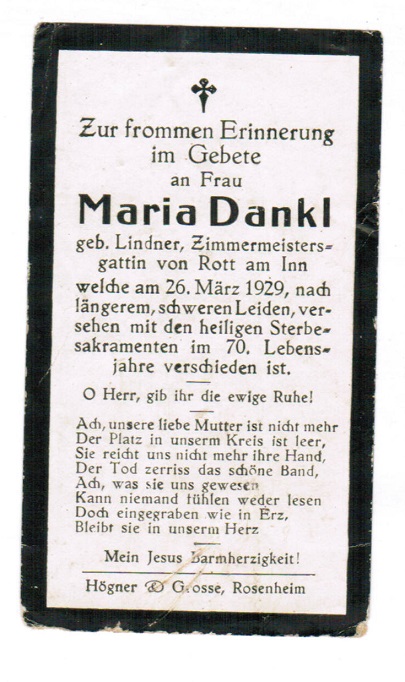 Zur frommen Erinnerung
im Gebete
an Frau
Maria Dankl
geb. Lindner, Zimmermeisters=
gattin von Rott am Inn
welche am 26. März 1929, nach
längerem, schweren Leiden, ver-
sehen mit den heiligen Sterbe-
sakramenten im 70. Lebens-
jahre verschieden ist.
O Herr, gib ihr die ewige Ruhe!
Ach, unsere liebe Mutter ist nicht mehr
Der Platz in unserm Kreis ist leer,
Sie reicht uns nicht mehr ihre Hand,
Der Tod zerriss das schöne Band,
Ach, was sie uns gewesen
Kann niemand fühlen weder lesen
Doch eingegraben wie in Erz,
Bleibt sie in unserm Herz
Mein Jesus Barmherzigkeit!
Högner & Grosse, Rosenheim